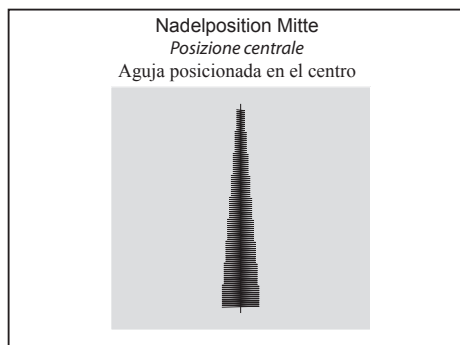 Nadelposition Mitte
Posizione centrale
Aguja posicionada en el centro